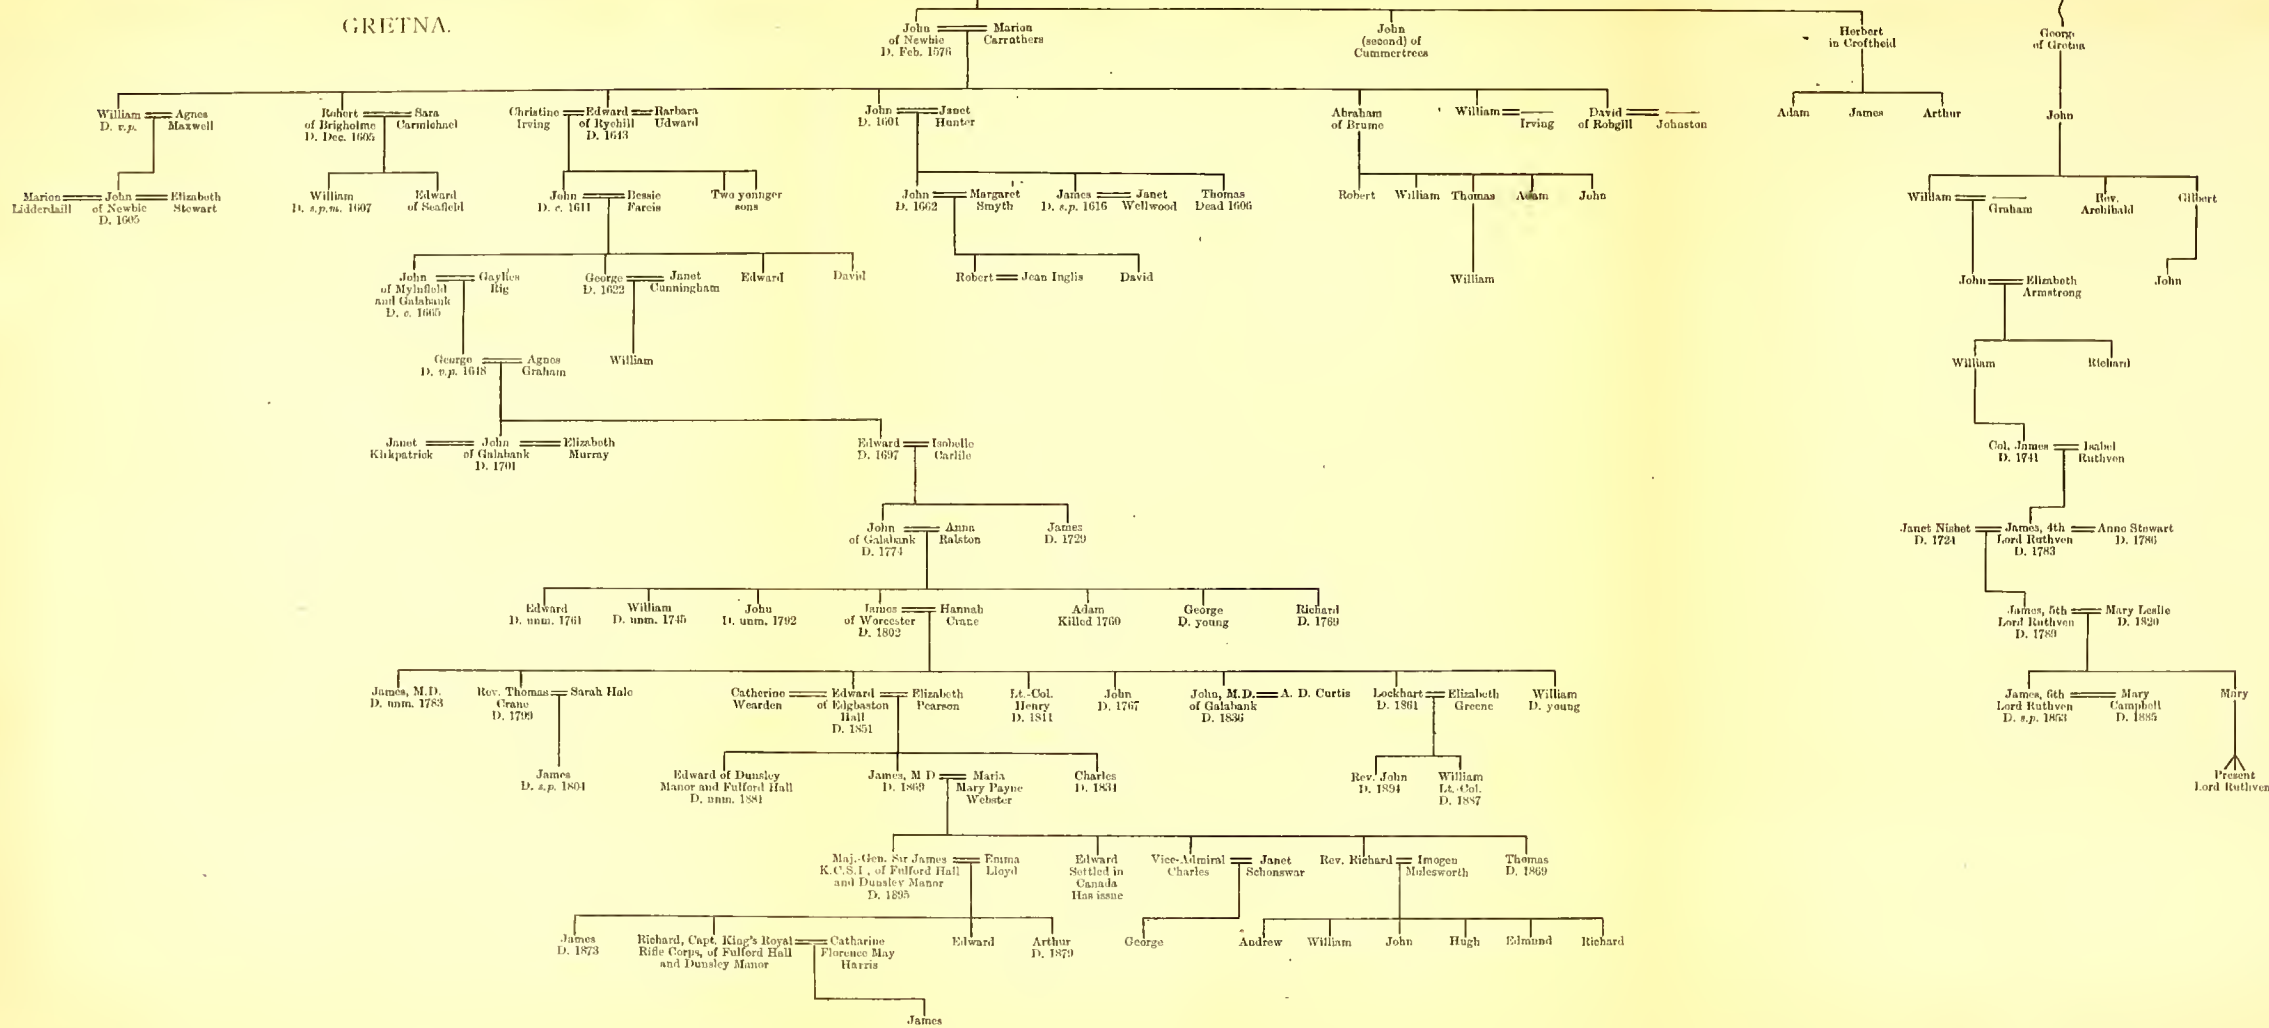 GRETNA.
John
of Newbie
D. Feb. 1576
Marion
Carruthers
John
(second) of
Cummertrees
Herbert
in Croftheid
George
of Gretna
William
D. v.p.
Agnes
Maxwell
Robert
of Brigholme
D. Dec. 1605
Sara
Carmichael
Christine
Irving
Edward
of Ryehill
D. 1613
Barbara
Udward
John
D. 1601
Janet
Hunter
Abraham
of Brume
William
Irving
David
of Robgill
Johnston
Adam
James
Arthur
John
Marion
Lidderdaill
John
of Newbie
D. 1605
Elizabeth
Stewart
William
D. s.p.m. 1607
Edward
of Seafield
John
D. c. 1611
Bessie
Fareis
Two younger
sons
John
D. 1662
Margaret
Smyth
James
D. s.p. 1616
Janet
Wellwood
Thomas
Dead 1606
Robert
William
Thomas
Adam
John
William
Graham
Rev.
Archibald
Gilbert
John
of Mylnfield
and Galabank
D. c. 1665
Gaylies
Rig
George
D. 1622
Janet
Cunningham
Edward
David
Robert
Jean Inglis
David
William
John
Elizabeth
Armstrong
John
George
D. v.p. 1648
Agnes
Graham
William
William
Richard
Janet
Kirkpatrick
John
of Galabank
D. 1701
Elizabeth
Murray
Edward
D. 1697
Isobelle
Carlile
Col. James
D. 1741
Isabel
Ruthven
John
of Galabank
D. 1774
Anna
Ralston
James
D. 1729
Janet Nisbet
D. 1724
James, 4th
Lord Ruthven
D. 1783
Anne Stewart
D. 1786
Edward
D. unm. 1761
William
D. unm. 1745
John
D. unm. 1792
James
of Worcester
D. 1802
Hannah
Crane
Adam
Killed 1760
George
D. young
Richard
D. 1769
James, 5th
Lord Ruthven
D. 1789
Mary Leslie
D. 1820
James, M.D.
D. unm. 1783
Rev. Thomas
Crane
D. 1799
Sarah Hale
Catherine
Wearden
Edward
of Edgbaston
Hall
D. 1851
Elizabeth
Pearson
Lt.-Col.
Henry
D. 1811
John
D. 1767
John, M.D.
of Galabank
D. 1836
A. D. Curtis
Lockhart
D. 1861
Elizabeth
Greene
William
D. young
James, 6th
Lord Ruthven
D. s.p. 1853
Mary
Campbell
D. 1885
Mary
James
D. s.p. 1804
Edward of Dunsley
Manor and Fulford Hall
D. unm. 1881
James, M D
D. 1869
Maria
Mary Payne
Webster
Charles
D. 1834
Rev. John
D. 1894
William
Lt.-Col.
D. 1887
Present
Lord Ruthven
Maj.-Gen. Sir James
K.C.S.I., of Fulford Hall
and Dunsley Manor
D. 1895
Emma
Lloyd
Edward
Settled in
Canada
Has issue
Vice-Admiral
Charles
Janet
Schonswar
Rev. Richard
Imogen
Molesworth
Thomas
D. 1869
James
D. 1873
Richard, Capt. King's Royal
Rifle Corps, of Fulford Hall
and Dunsley Manor
Catharine
Florence May
Harris
Edward
Arthur
D. 1879
George
Andrew
William
John
Hugh
Edmund
Richard
James